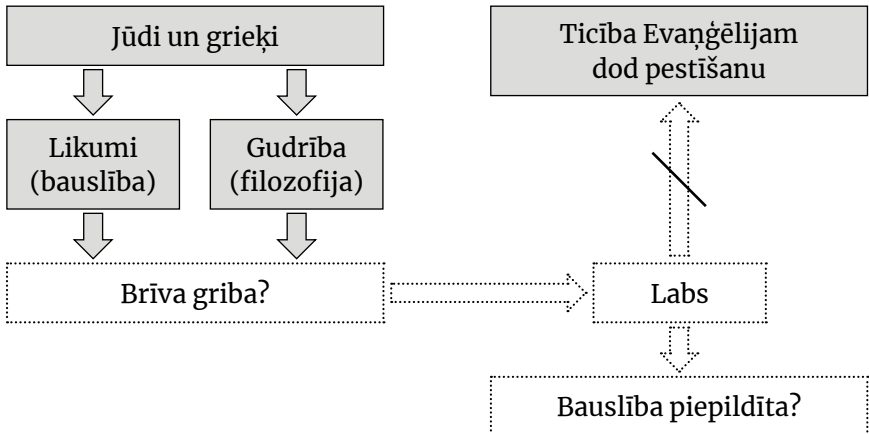 Jūdi un grieķi
Ticība Evaņģēlijam
dod pestīšanu
Likumi
(bauslība)
Gudrība
(filozofija)
Brīva griba?
Labs
Bauslība piepildīta?